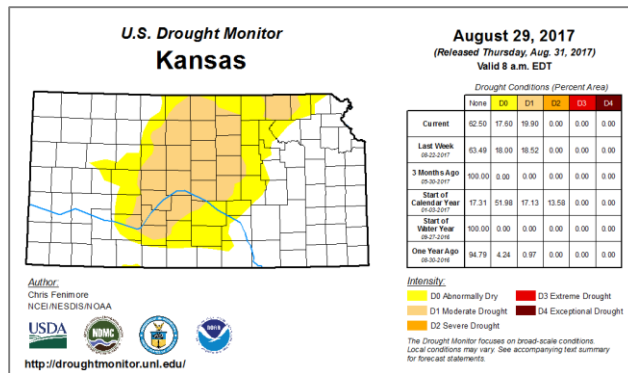 U.S. Drought Monitor
Kansas
August 29, 2017
(Released Thursday, Aug. 31, 2017)
Valid 8 a.m. EDT
Drought Conditions (Percent Area)
None D0 D1 D2 D3 D4
Current 62.50 17.60 19.90 0.00 0.00 0.00
Last Week 63.49 18.00 18.52 0.00 0.00 0.00
08-22-2017
3 Months Ago 100.00 0.00 0.00 0.00 0.00 0.00
05-30-2017
Start of
Calendar Year 17.31 51.98 17.13 13.58 0.00 0.00
01-03-2017
Start of
Water Year 100.00 0.00 0.00 0.00 0.00 0.00
09-27-2016
One Year Ago 94.79 4.24 0.97 0.00 0.00 0.00
08-30-2016
Intensity:
D0 Abnormally Dry D3 Extreme Drought
D1 Moderate Drought D4 Exceptional Drought
D2 Severe Drought
The Drought Monitor focuses on broad-scale conditions.
Local conditions may vary. See accompanying text summary
for forecast statements.
Author:
Chris Fenimore
NCEI/NESDIS/NOAA
USDA NDMC NOAA
http://droughtmonitor.unl.edu/